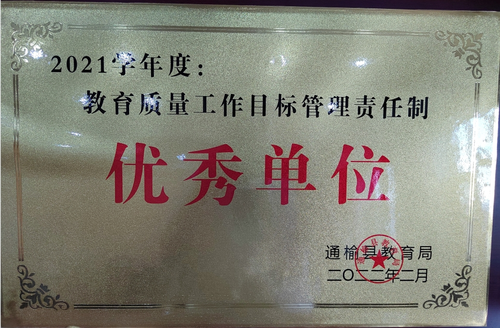 2021学年度：
教育质量工作目标管理责任制
优秀单位
通榆县教育局
二〇二二年二月